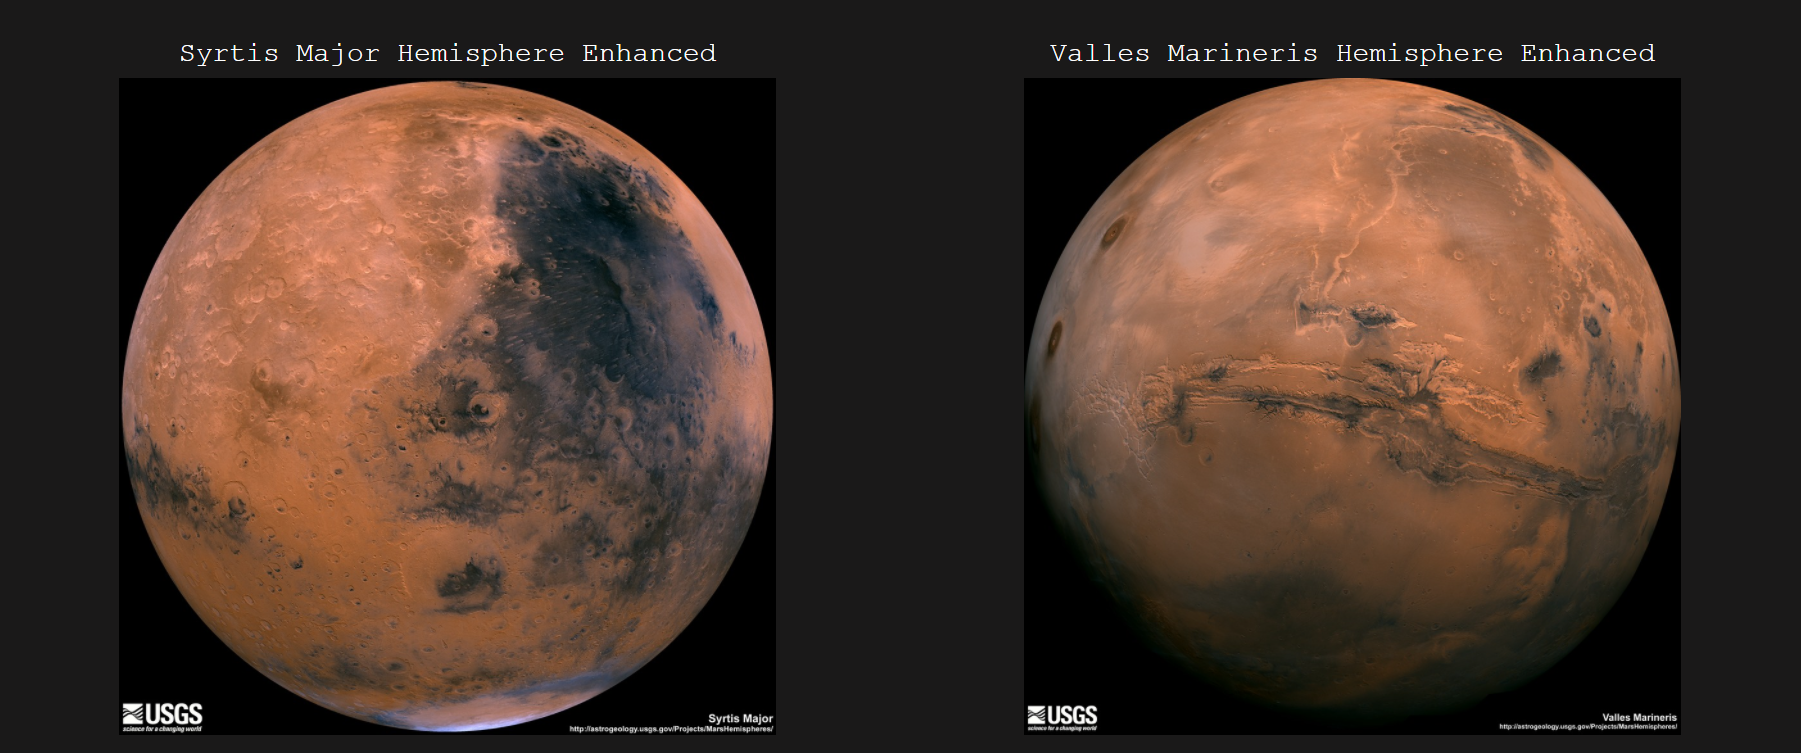 Syrtis Major Hemisphere Enhanced
Valles Marineris Hemisphere Enhanced
USGS
science for a changing world
Syrtis Major
http://astrogeology.usgs.gov/Projects/MarsHemispheres/
USGS
science for a changing world
Valles Marineris
http://astrogeology.usgs.gov/Projects/MarsHemispheres/